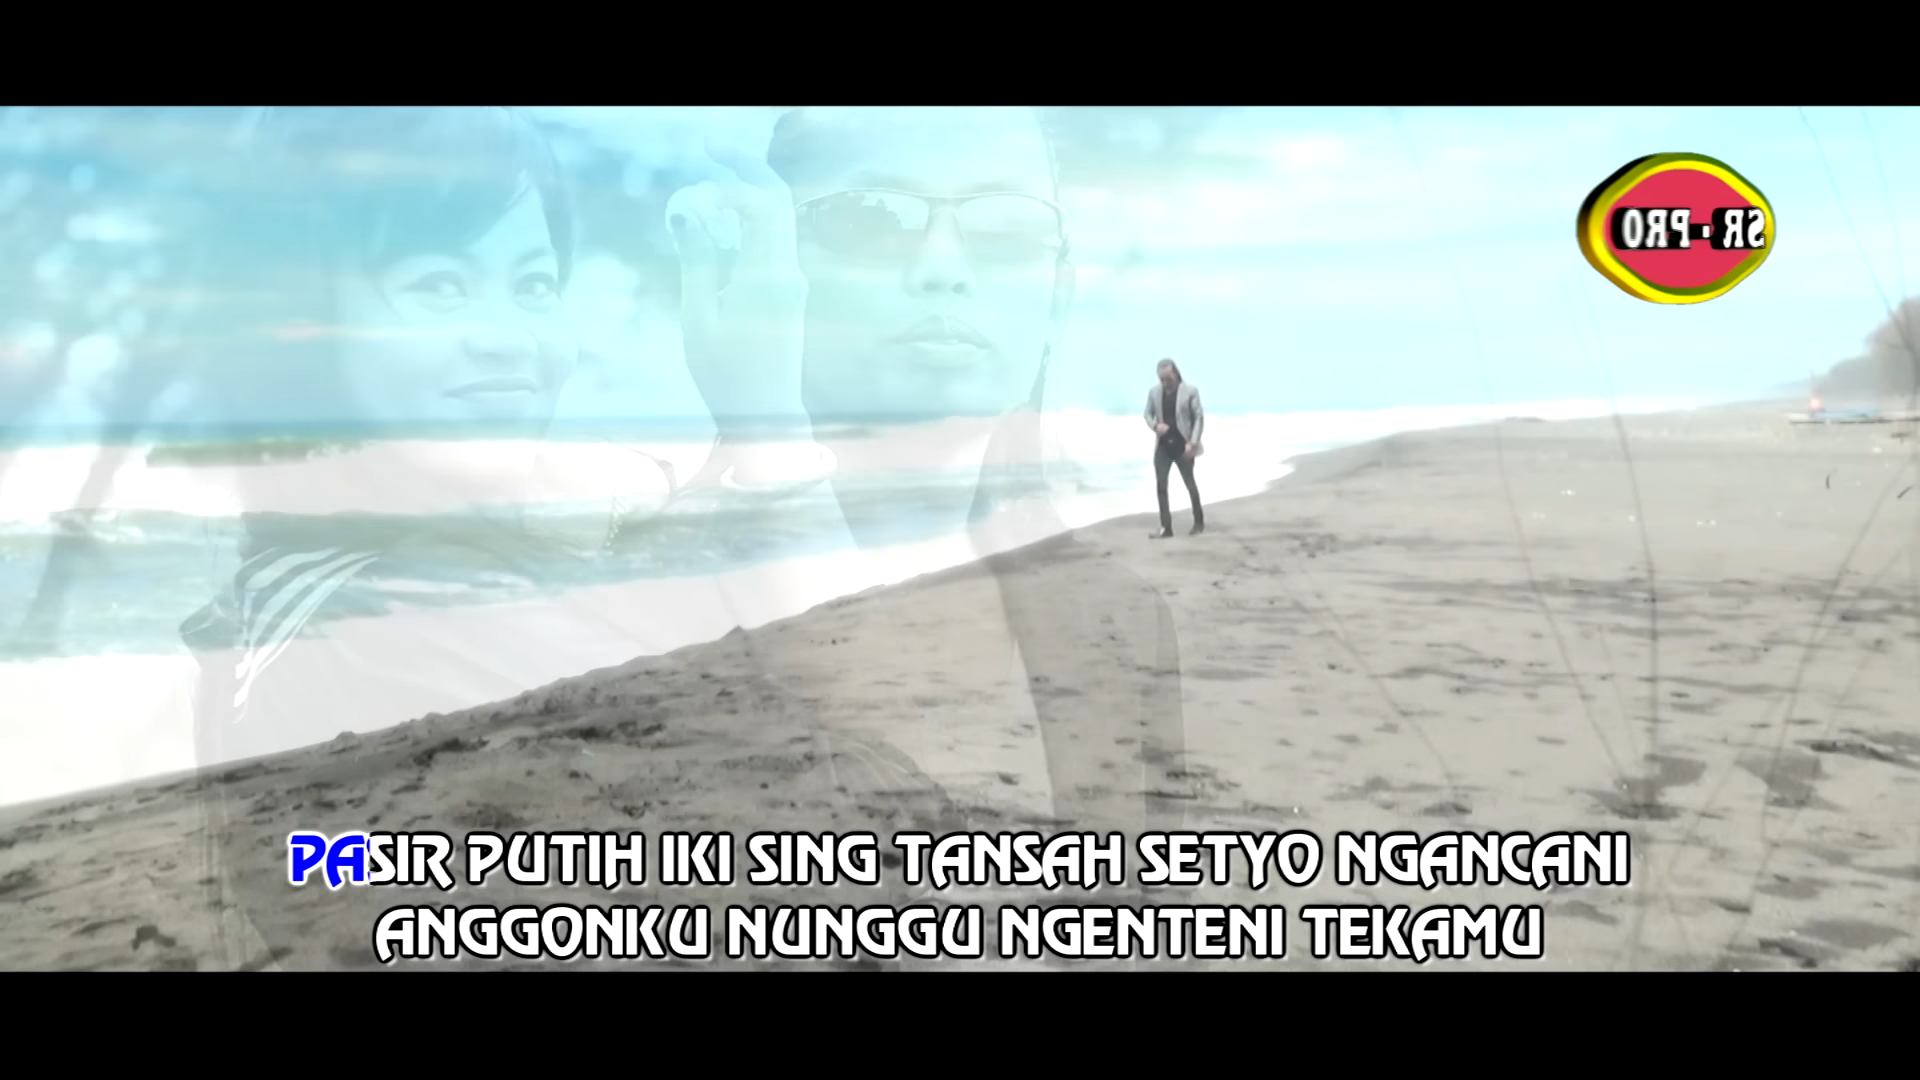 SR-PRO
PASIR PUTIH IKI SING TANSAH SETYO NGANCANI
ANGGONKU NUNGGU NGENTENI TEKAMU